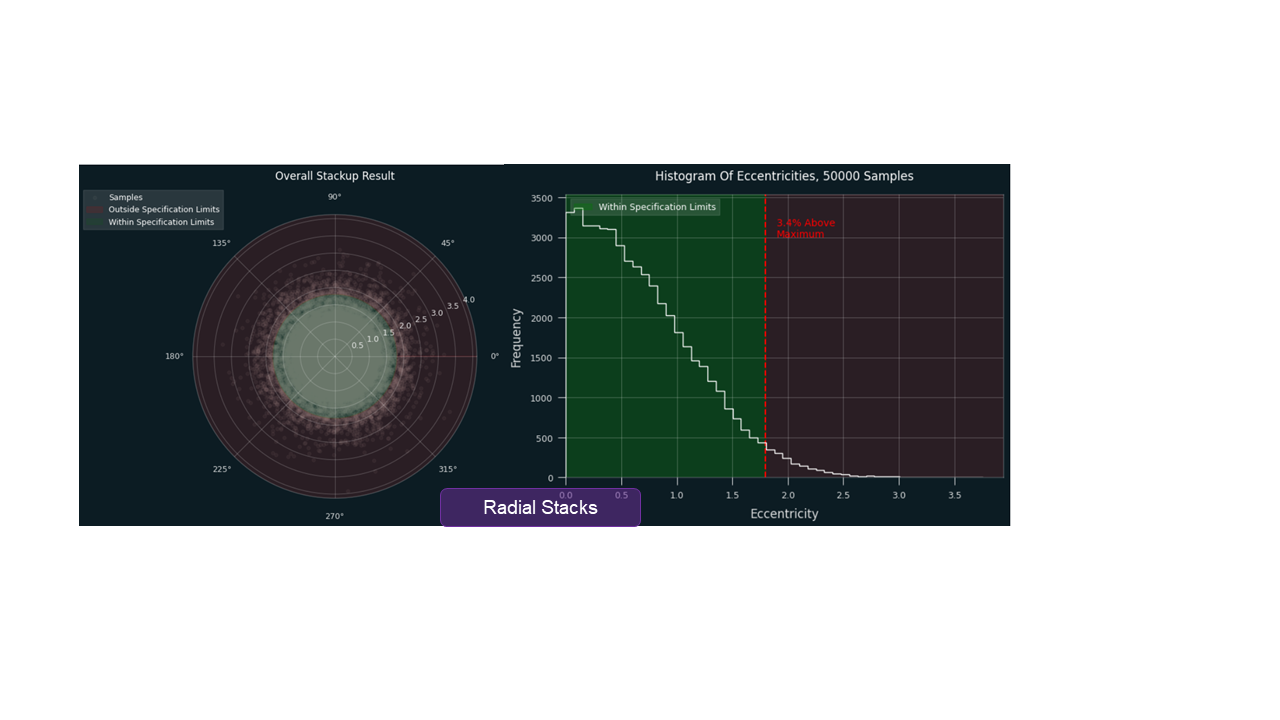 Overall Stackup Result
Samples
Outside Specification Limits
Within Specification Limits
90°
135°
45°
4.0
3.5
3.0
2.5
2.0
1.5
1.0
0.5
180°
0°
225°
315°
270°
Histogram Of Eccentricities, 50000 Samples
Within Specification Limits
3.4% Above
Maximum
3500
3000
2500
2000
1500
1000
500
0
Frequency
0.0 0.5 1.0 1.5 2.0 2.5 3.0 3.5
Eccentricity
Radial Stacks